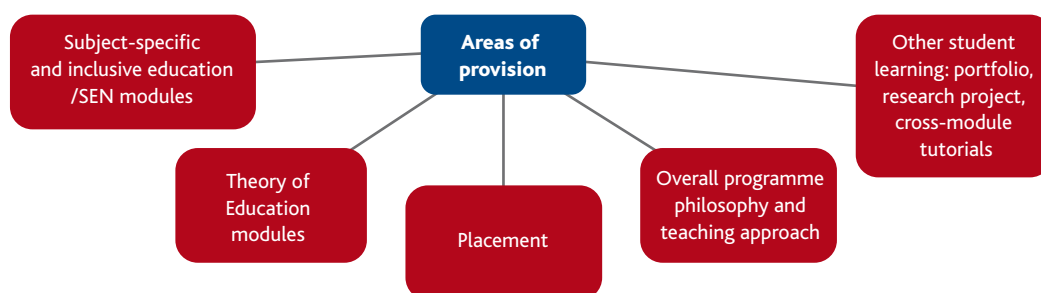 Subject-specific
and inclusive education
/SEN modules
Areas of
provision
Other student
learning: portfolio,
research project,
cross-module
tutorials
Theory of
Education
modules
Placement
Overall programme
philosophy and
teaching approach